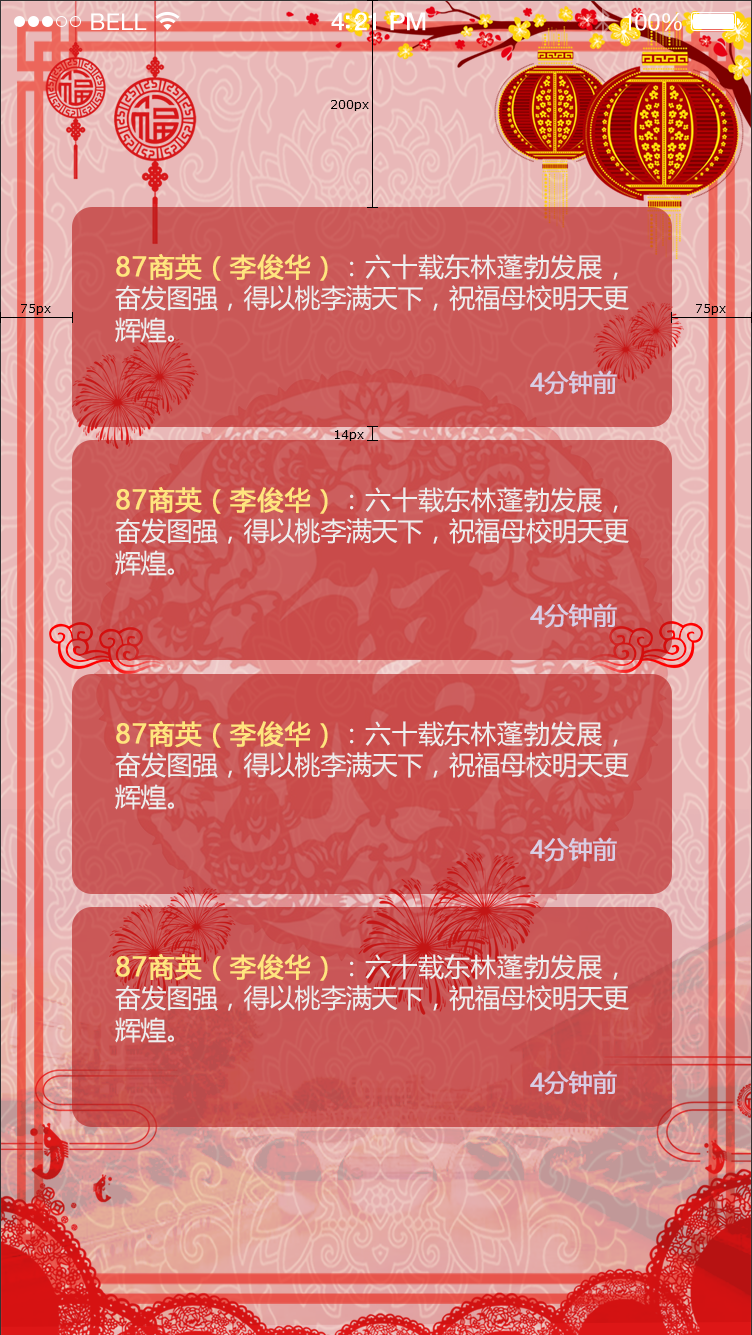 BELL 4:21 PM 100%
福
福
200px
87商英（李俊华）：六十载东林蓬勃发展，
75px 75px
奋发图强，得以桃李满天下，祝福母校明天更
辉煌。
4分钟前
14px
87商英（李俊华）：六十载东林蓬勃发展，
奋发图强，得以桃李满天下，祝福母校明天更
辉煌。
4分钟前
87商英（李俊华）：六十载东林蓬勃发展，
奋发图强，得以桃李满天下，祝福母校明天更
辉煌。
4分钟前
87商英（李俊华）：六十载东林蓬勃发展，
奋发图强，得以桃李满天下，祝福母校明天更
辉煌。
4分钟前